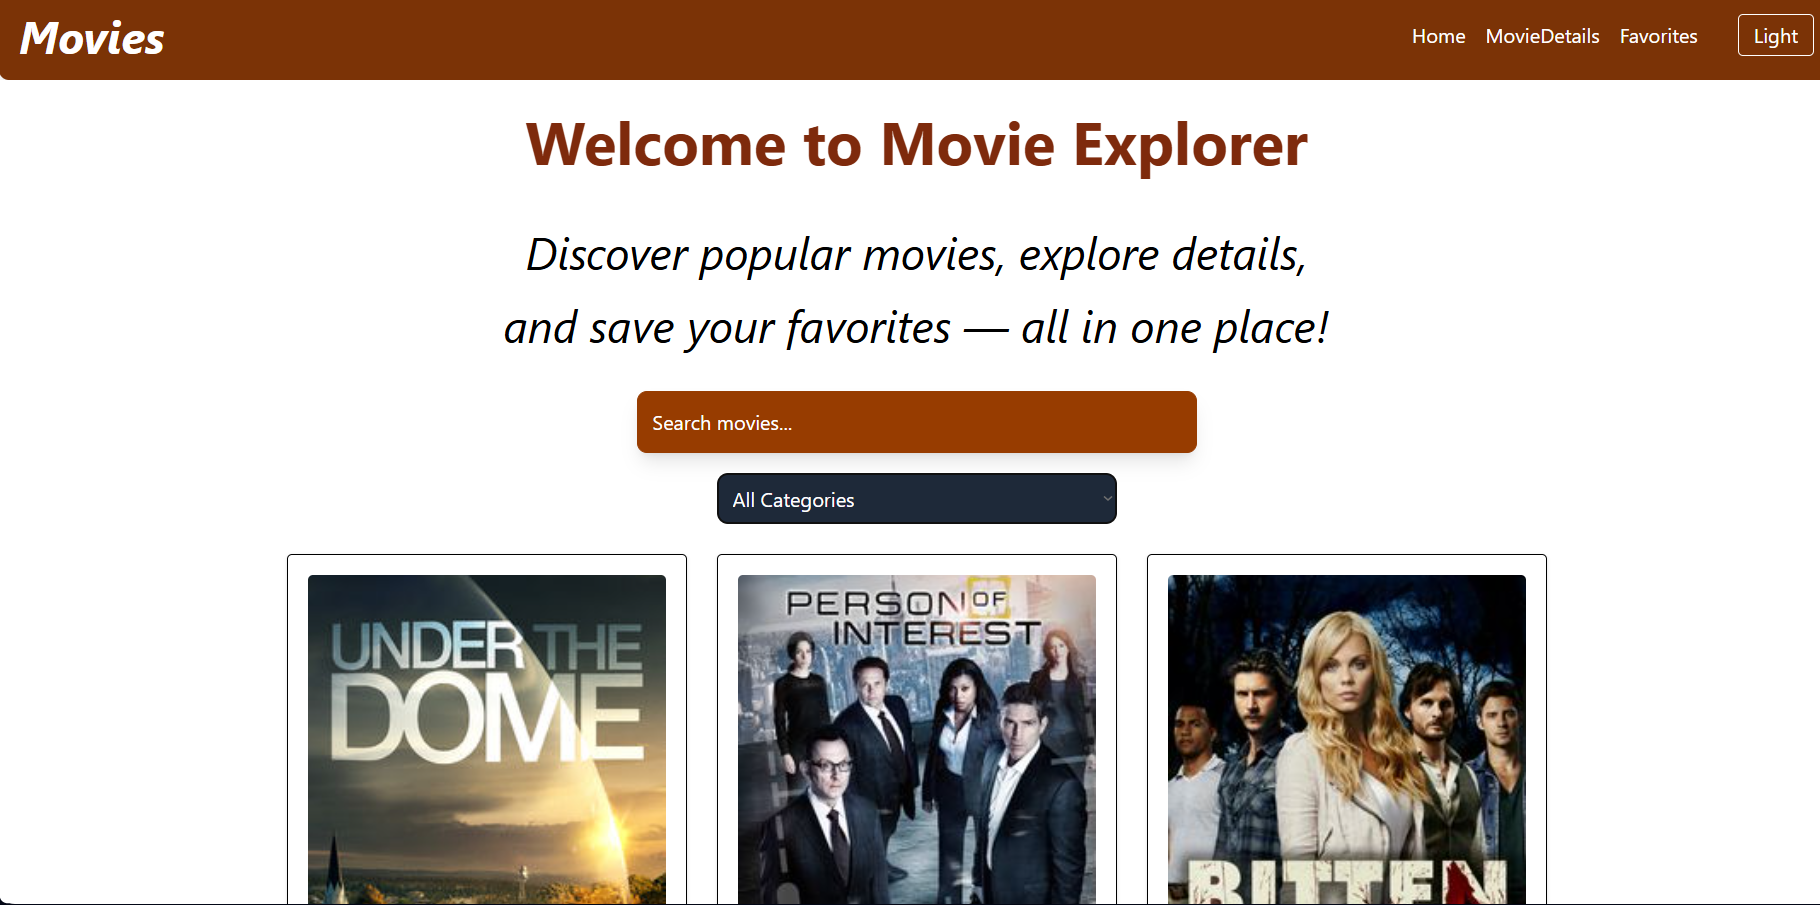 Movies
Home MovieDetails Favorites Light
Welcome to Movie Explorer
Discover popular movies, explore details,
and save your favorites — all in one place!
Search movies...
All Categories
UNDER THE
DOME
PERSON OF
INTEREST
BITTEN